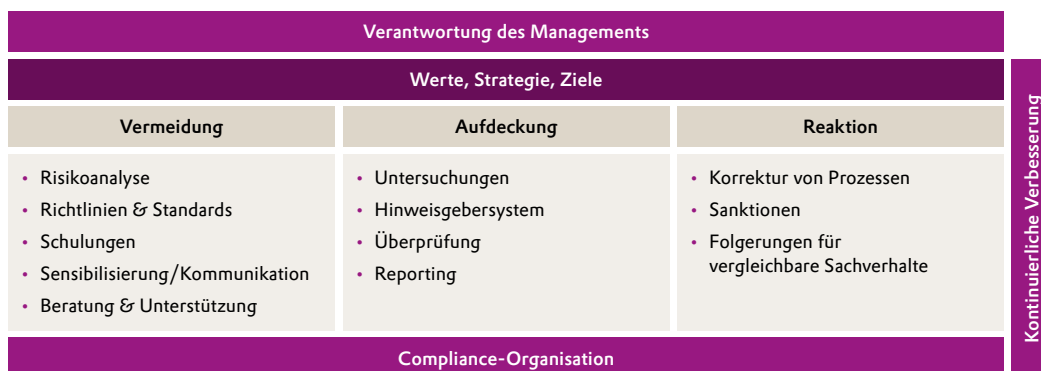 Verantwortung des Managements
Werte, Strategie, Ziele
Vermeidung
• Risikoanalyse
• Richtlinien & Standards
• Schulungen
• Sensibilisierung/Kommunikation
• Beratung & Unterstützung
Aufdeckung
• Untersuchungen
• Hinweisgebersystem
• Überprüfung
• Reporting
Reaktion
• Korrektur von Prozessen
• Sanktionen
• Folgerungen für
vergleichbare Sachverhalte
Kontinuierliche Verbesserung
Compliance-Organisation